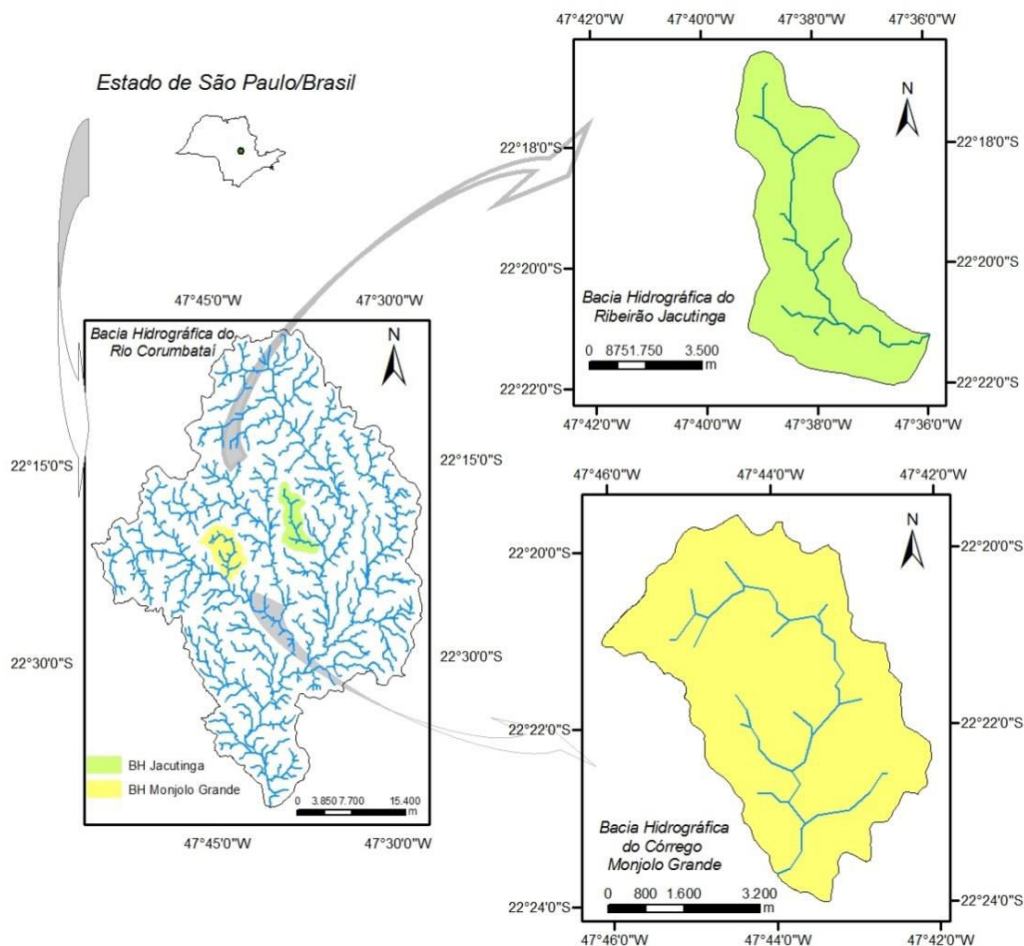 Estado de São Paulo/Brasil
47°45'0"W 47°30'0"W
Bacia Hidrográfica do
Rio Corumbataí
N
22°15'0"S 22°15'0"S
22°30'0"S 22°30'0"S
BH Jacutinga
BH Monjolo Grande
0 3.850 7.700 15.400
m
47°45'0"W 47°30'0"W
47°42'0"W 47°40'0"W 47°38'0"W 47°36'0"W
N
22°18'0"S 22°18'0"S
22°20'0"S 22°20'0"S
Bacia Hidrográfica do
Ribeirão Jacutinga
0 8751.750 3.500
m
22°22'0"S 22°22'0"S
47°42'0"W 47°40'0"W 47°38'0"W 47°36'0"W
47°46'0"W 47°44'0"W 47°42'0"W
N
22°20'0"S 22°20'0"S
22°22'0"S 22°22'0"S
Bacia Hidrográfica
do Córrego
Monjolo Grande
0 800 1.600 3.200
m
22°24'0"S 22°24'0"S
47°46'0"W 47°44'0"W 47°42'0"W